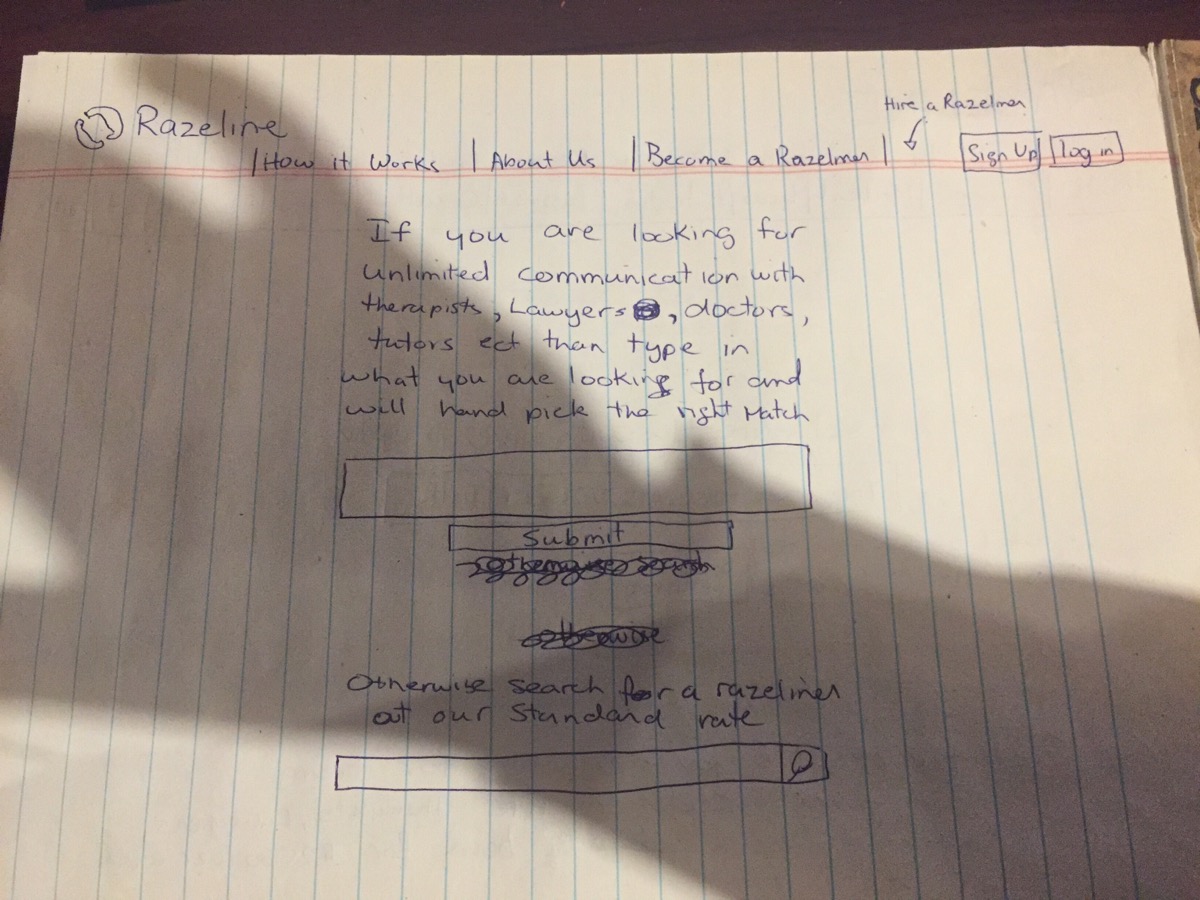 Razeline
Hire a Razelman
|How it Works | About Us | Become a Razelman |
Sign Up
Log in
If you are looking for
unlimited communication with
therapists, Lawyers, doctors,
tutors ect than type in
what you are looking for and
will hand pick the right match
Submit
Otherwise search for a razeliner
at our standard rate